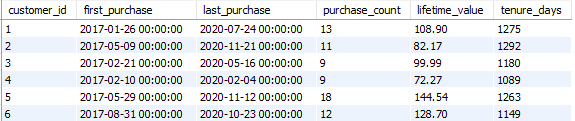 customer_id first_purchase last_purchase purchase_count lifetime_value tenure_days
1 2017-01-26 00:00:00 2020-07-24 00:00:00 13 108.90 1275
2 2017-05-09 00:00:00 2020-11-21 00:00:00 11 82.17 1292
3 2017-02-21 00:00:00 2020-05-16 00:00:00 9 99.99 1180
4 2017-02-10 00:00:00 2020-02-04 00:00:00 9 72.27 1089
5 2017-05-29 00:00:00 2020-11-12 00:00:00 18 144.54 1263
6 2017-08-31 00:00:00 2020-10-23 00:00:00 12 128.70 1149